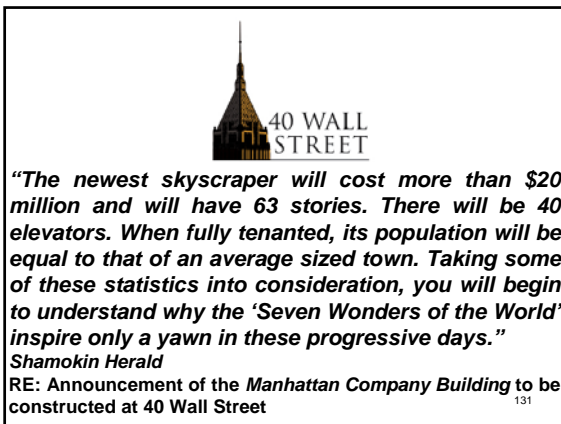 40 WALL
STREET
“The newest skyscraper will cost more than $20
million and will have 63 stories. There will be 40
elevators. When fully tenanted, its population will be
equal to that of an average sized town. Taking some
of these statistics into consideration, you will begin
to understand why the ‘Seven Wonders of the World’
inspire only a yawn in these progressive days.”
Shamokin Herald
RE: Announcement of the Manhattan Company Building to be
constructed at 40 Wall Street
131